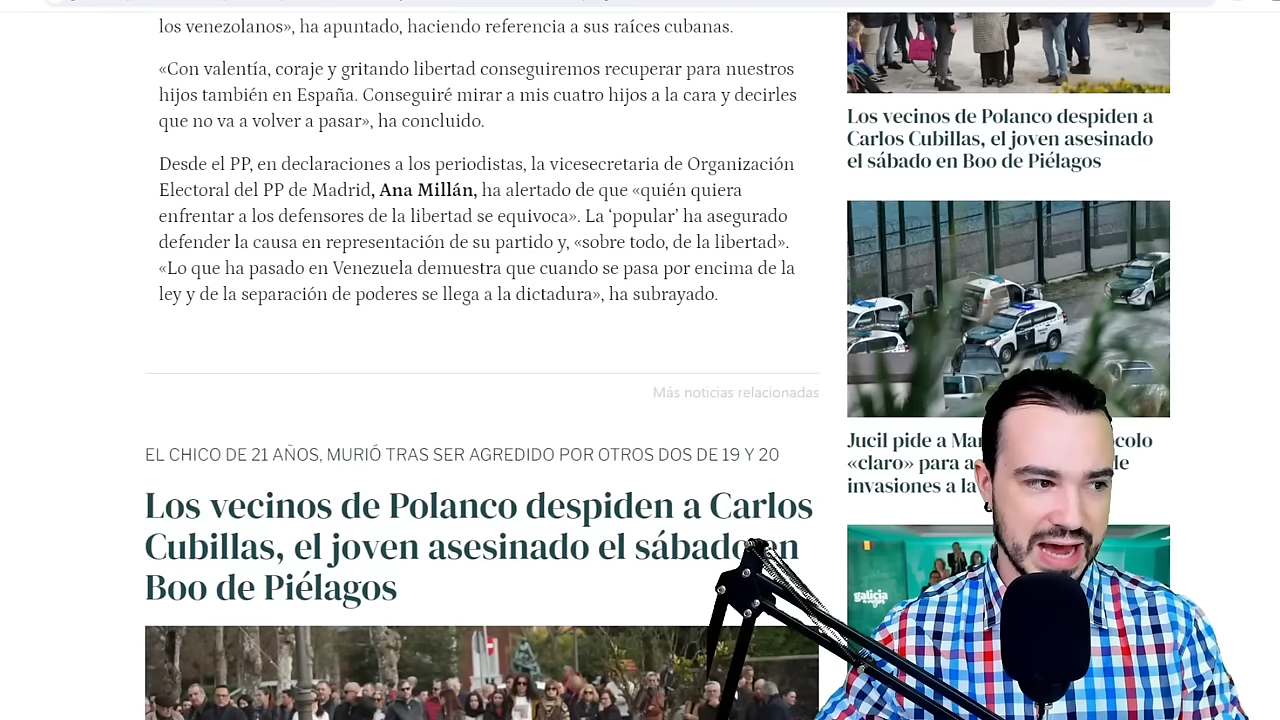 los venezolanos», ha apuntado, haciendo referencia a sus raíces cubanas.
«Con valentía, coraje y gritando libertad conseguiremos recuperar para nuestros
hijos también en España. Conseguiré mirar a mis cuatro hijos a la cara y decirles
que no va a volver a pasar», ha concluido.
Desde el PP, en declaraciones a los periodistas, la vicesecretaria de Organización
Electoral del PP de Madrid, Ana Millán, ha alertado de que «quién quiera
enfrentar a los defensores de la libertad se equivoca». La ‘popular’ ha asegurado
defender la causa en representación de su partido y, «sobre todo, de la libertad».
«Lo que ha pasado en Venezuela demuestra que cuando se pasa por encima de la
ley y de la separación de poderes se llega a la dictadura», ha subrayado.
Más noticias relacionadas
EL CHICO DE 21 AÑOS, MURIÓ TRAS SER AGREDIDO POR OTROS DOS DE 19 Y 20
Los vecinos de Polanco despiden a Carlos
Cubillas, el joven asesinado el sábado en
Boo de Piélagos
Los vecinos de Polanco despiden a
Carlos Cubillas, el joven asesinado
el sábado en Boo de Piélagos
Jucil pide a
«claro» para
invasiones a la
galicia